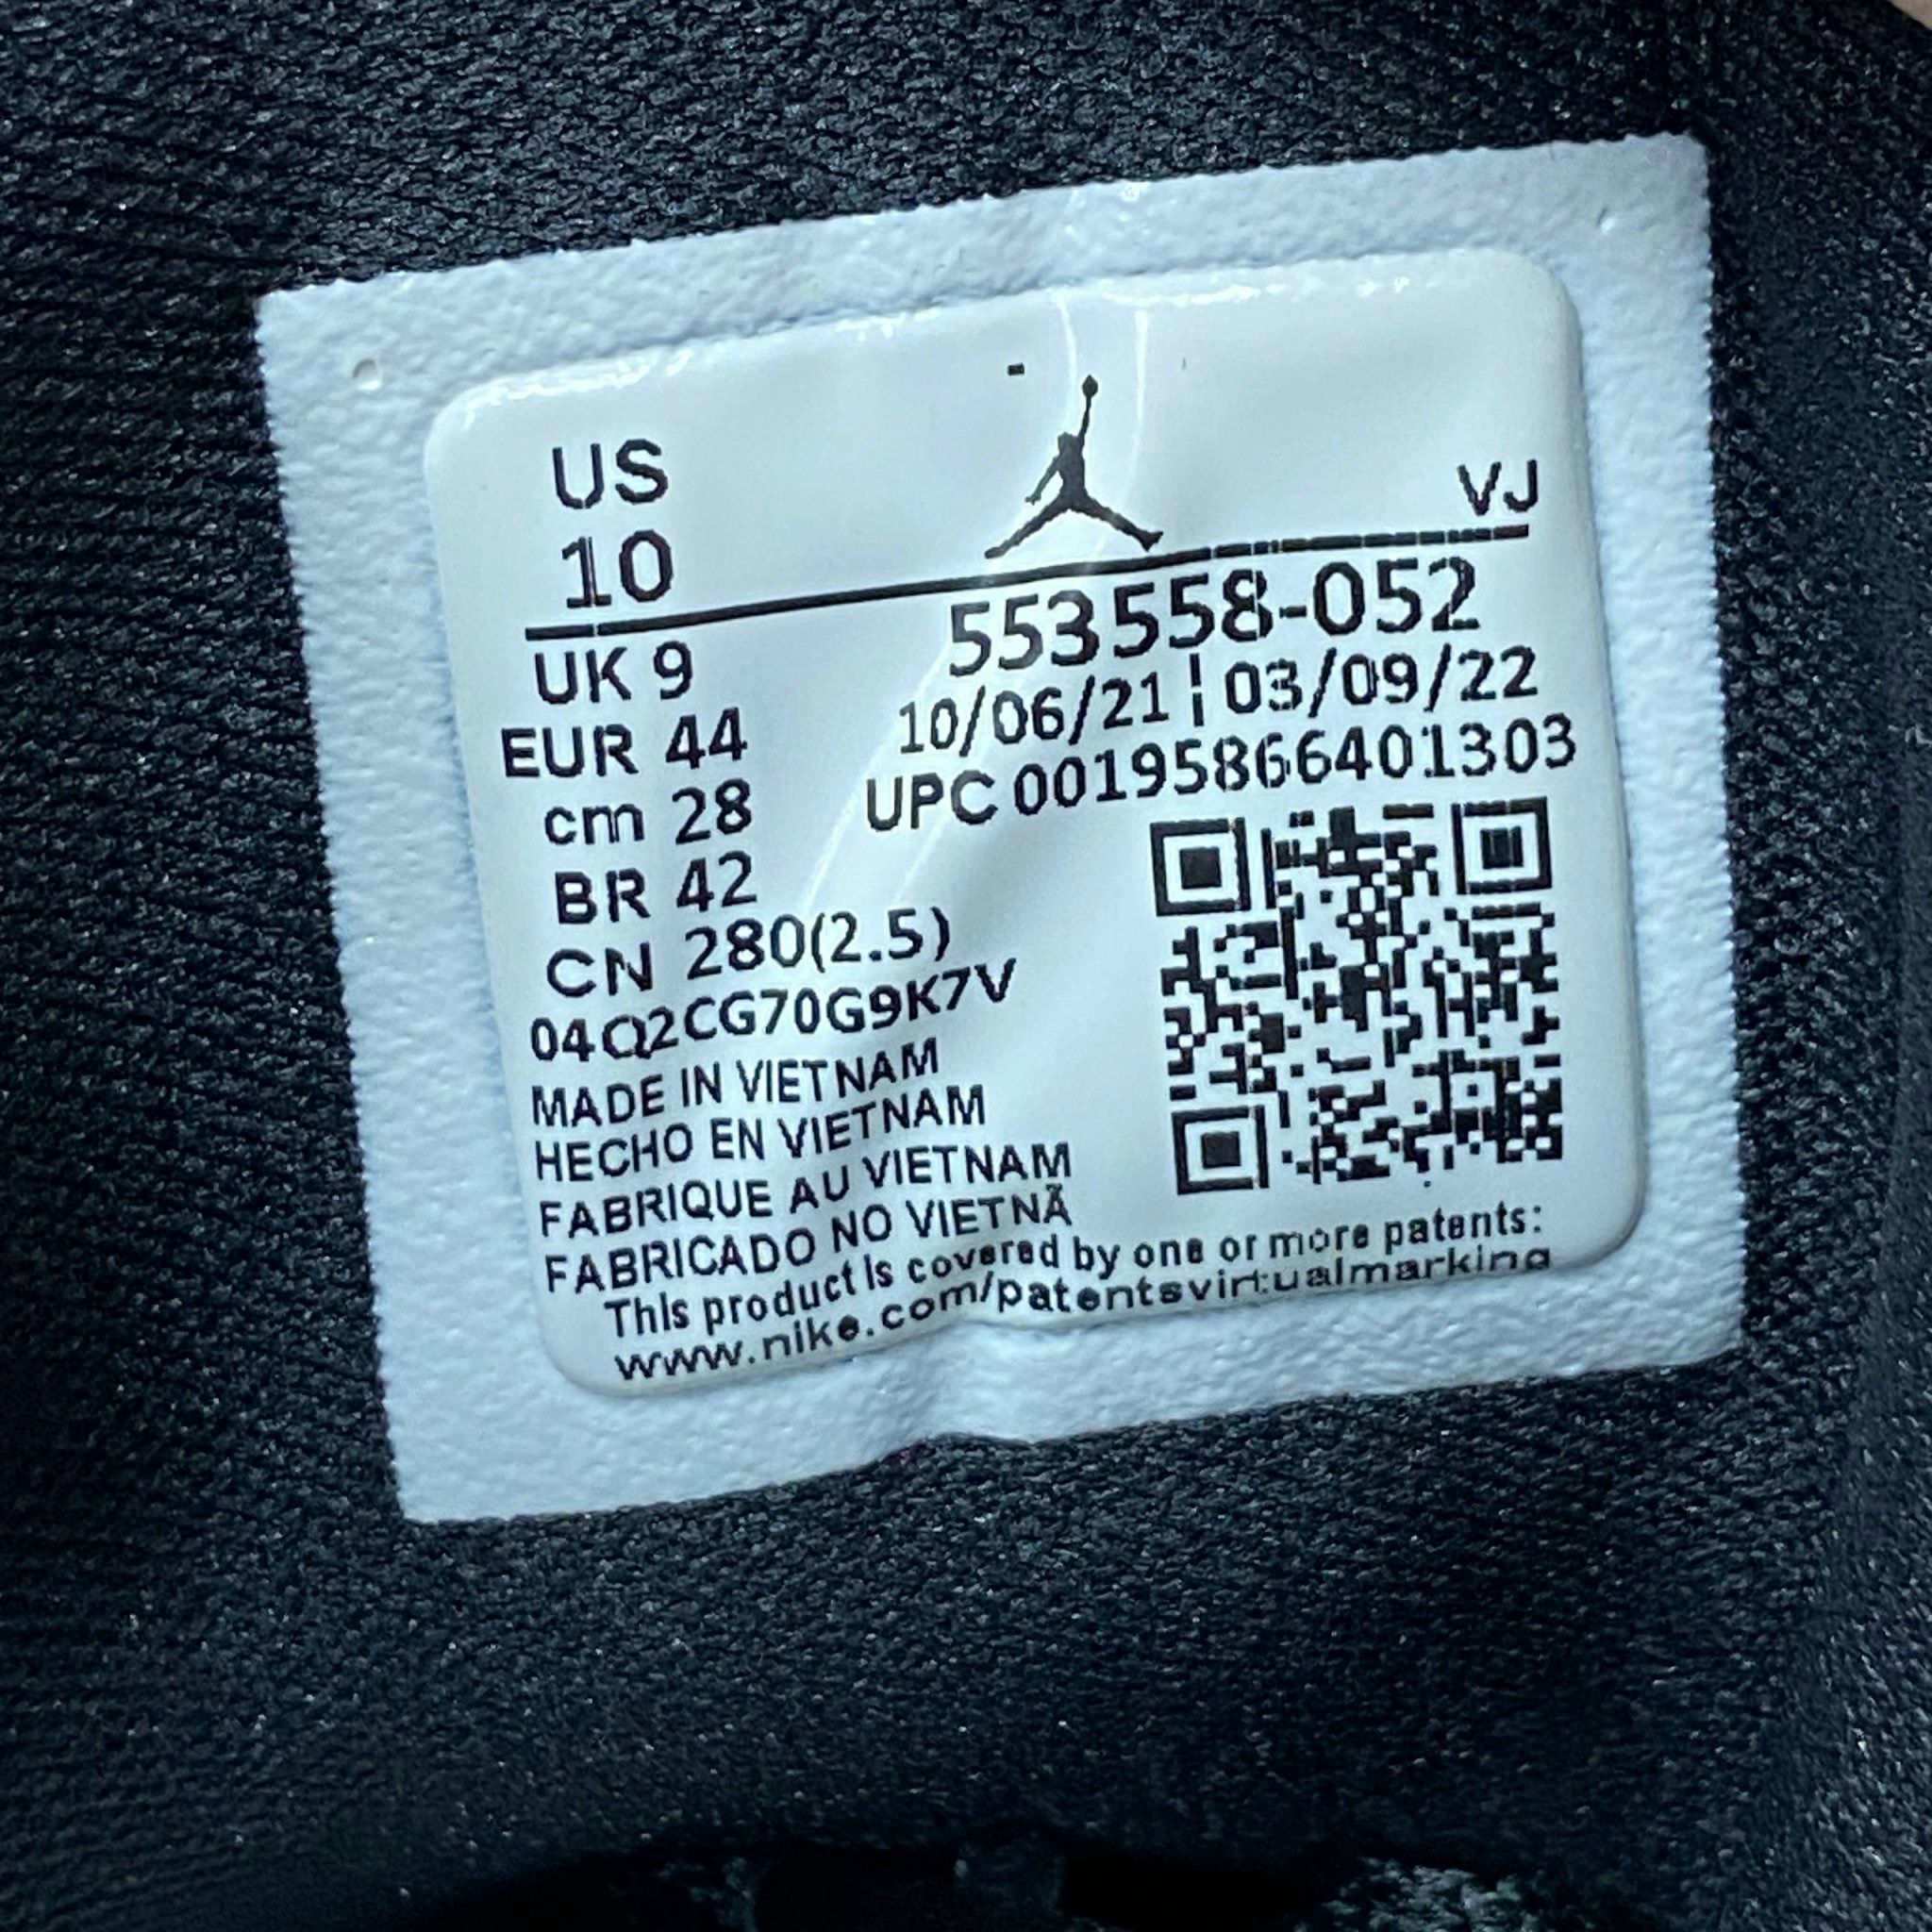 US
10
VJ
UK 9
EUR 44
cm 28
BR 42
CN 280(2.5)
553558-052
10/06/21 ¦ 03/09/22
UPC 00195866401303
04Q2CG70G9K7V
MADE IN VIETNAM
HECHO EN VIETNAM
FABRIQUE AU VIETNAM
FABRICADO NO VIETNÃ
This product is covered by one or more patents:
www.nike.com/patentsvirtualmarking